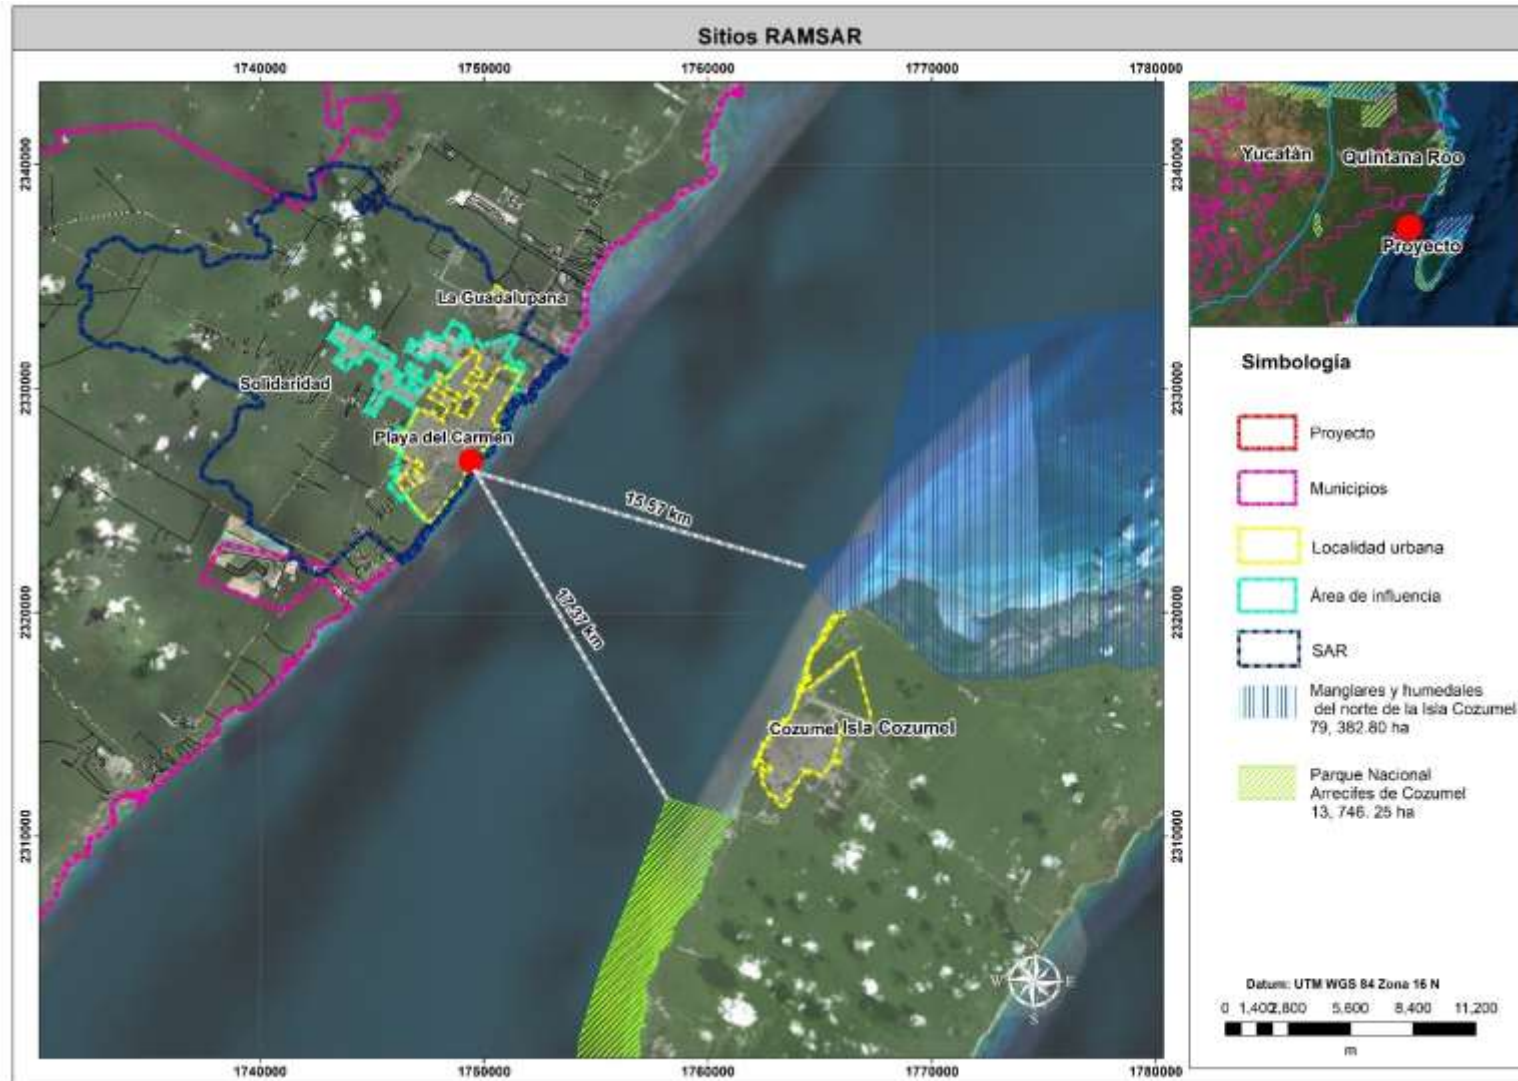 Sitios RAMSAR
1740000 1750000 1760000 1770000 1780000
2340000 2340000
2330000 2330000
2320000 2320000
2310000 2310000
La Guadalupana
Solidaridad
Playa del Carmen
15.57 km
17.37 km
Cozumel Isla Cozumel
N
W E
S
1740000 1750000 1760000 1770000 1780000
Yucatán Quintana Roo
Proyecto
Simbología
Proyecto
Municipios
Localidad urbana
Área de influencia
SAR
Manglares y humedales
del norte de la Isla Cozumel
79, 382.80 ha
Parque Nacional
Arrecifes de Cozumel
13, 746. 25 ha
Datum: UTM WGS 84 Zona 16 N
0 1,400 2,800 5,600 8,400 11,200
m